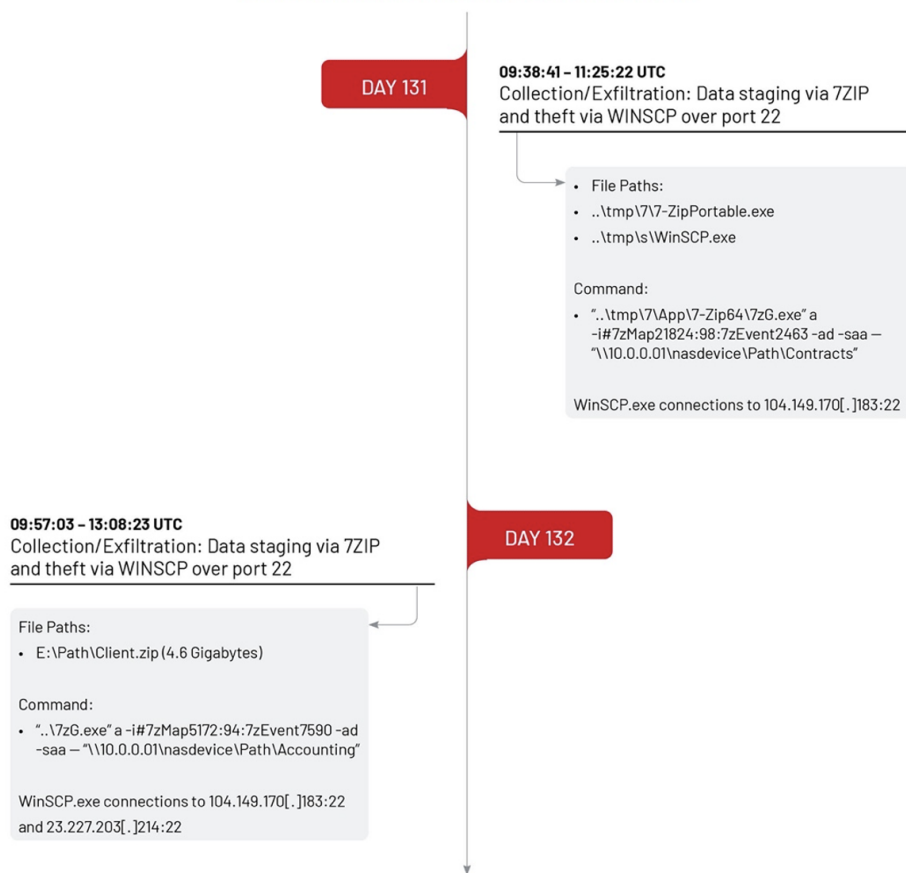 DAY 131
09:38:41 – 11:25:22 UTC
Collection/Exfiltration: Data staging via 7ZIP
and theft via WINSCP over port 22
• File Paths:
• ..\tmp\7\7-ZipPortable.exe
• ..\tmp\s\WinSCP.exe
Command:
• “..\tmp\7\App\7-Zip64\7zG.exe” a
-i#7zMap21824:98:7zEvent2463 -ad -saa —
“\\10.0.0.01\nasdevice\Path\Contracts”
WinSCP.exe connections to 104.149.170[.]183:22
DAY 132
09:57:03 – 13:08:23 UTC
Collection/Exfiltration: Data staging via 7ZIP
and theft via WINSCP over port 22
File Paths:
• E:\Path\Client.zip (4.6 Gigabytes)
Command:
• “..\7zG.exe” a -i#7zMap5172:94:7zEvent7590 -ad
-saa — “\\10.0.0.01\nasdevice\Path\Accounting”
WinSCP.exe connections to 104.149.170[.]183:22
and 23.227.203[.]214:22